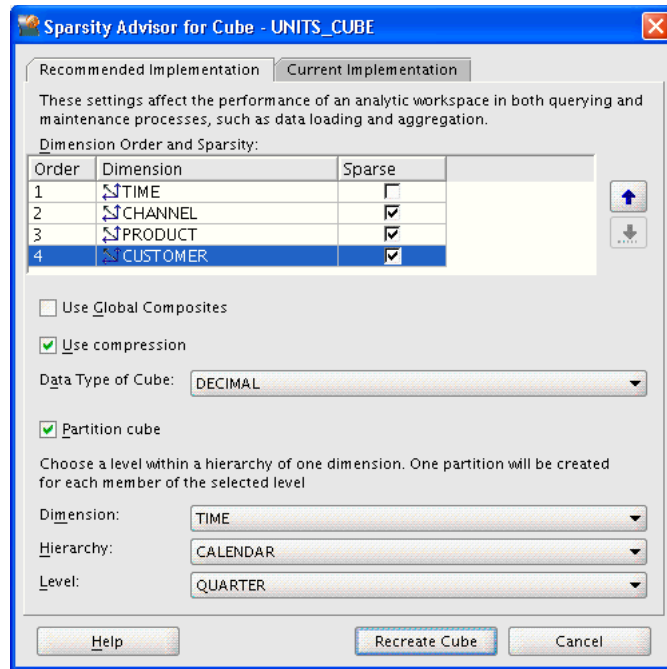 Sparsity Advisor for Cube - UNITS_CUBE
Recommended Implementation Current Implementation
These settings affect the performance of an analytic workspace in both querying and
maintenance processes, such as data loading and aggregation.
Dimension Order and Sparsity:
Order Dimension Sparse
1 TIME
2 CHANNEL
3 PRODUCT
4 CUSTOMER
Use Global Composites
Use compression
Data Type of Cube: DECIMAL
Partition cube
Choose a level within a hierarchy of one dimension. One partition will be created
for each member of the selected level
Dimension: TIME
Hierarchy: CALENDAR
Level: QUARTER
Help Recreate Cube Cancel